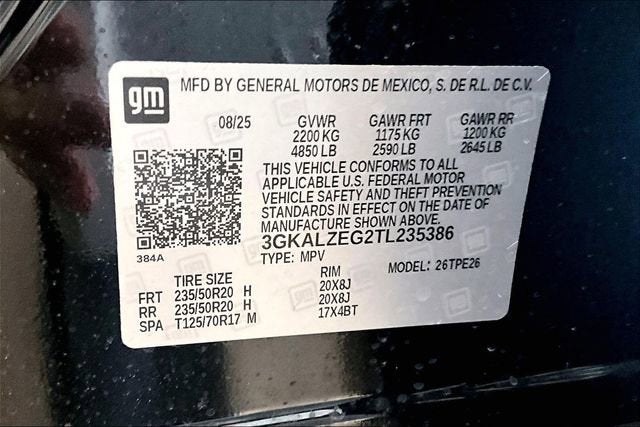 gm
MFD BY GENERAL MOTORS DE MEXICO, S. DE R.L. DE C.V.
08/25 GVWR GAWR FRT GAWR RR
2200 KG 1175 KG 1200 KG
4850 LB 2590 LB 2645 LB
THIS VEHICLE CONFORMS TO ALL
APPLICABLE U.S. FEDERAL MOTOR
VEHICLE SAFETY AND THEFT PREVENTION
STANDARDS IN EFFECT ON THE DATE OF
MANUFACTURE SHOWN ABOVE.
3GKALZEG2TL235386
384A
TYPE: MPV MODEL: 26TPE26
TIRE SIZE RIM
FRT 235/50R20 H 20X8J
RR 235/50R20 H 20X8J
SPA T125/70R17 M 17X4BT